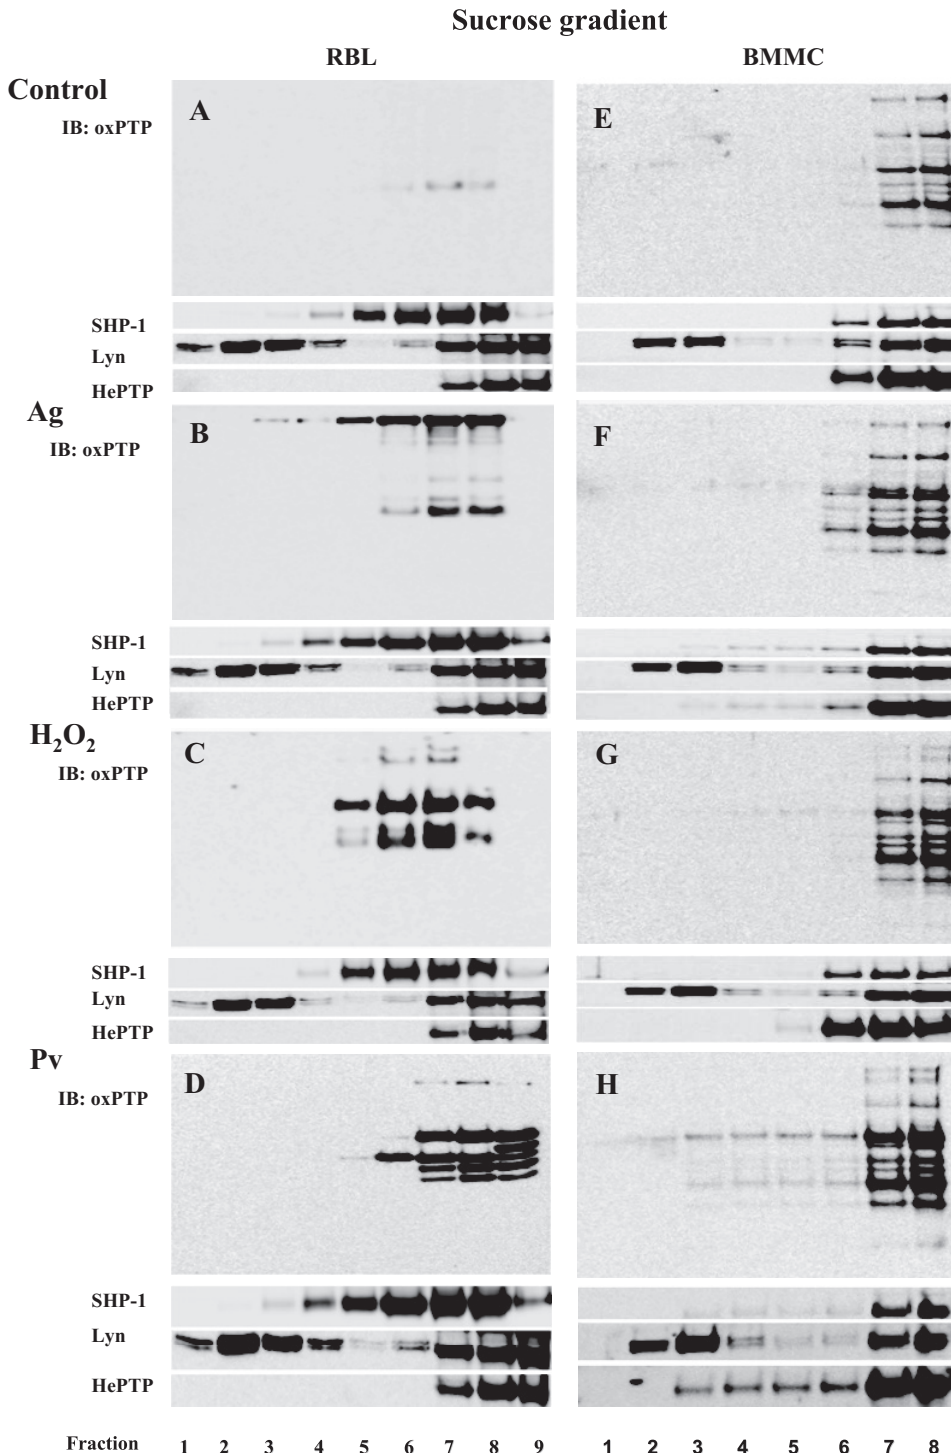 Sucrose gradient
RBL BMMC
Control
IB: oxPTP
A E
SHP-1
Lyn
HePTP
Ag
IB: oxPTP
B F
SHP-1
Lyn
HePTP
H₂O₂
IB: oxPTP
C G
SHP-1
Lyn
HePTP
Pv
IB: oxPTP
D H
SHP-1
Lyn
HePTP
Fraction 1 2 3 4 5 6 7 8 9 1 2 3 4 5 6 7 8